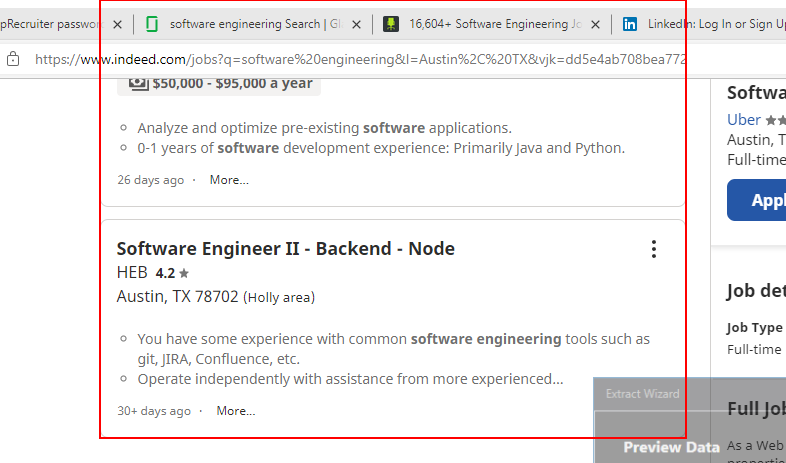 pRecruiter passwor
software engineering Search | Gl
16,604+ Software Engineering Jo
LinkedIn: Log In or Sign Up
https://www.indeed.com/jobs?q=software%20engineering&l=Austin%2C%20TX&vjk=dd5e4ab708bea772
$50,000 - $95,000 a year
Analyze and optimize pre-existing software applications.
0-1 years of software development experience: Primarily Java and Python.
26 days ago · More...
Software Engineer II - Backend - Node
HEB 4.2
Austin, TX 78702 (Holly area)
You have some experience with common software engineering tools such as
git, JIRA, Confluence, etc.
Operate independently with assistance from more experienced...
30+ days ago · More...
Softwa
Uber
Austin, T
Full-time
Appl
Job det
Job Type
Full-time
Extract Wizard
Full Job
Preview Data
As a Web